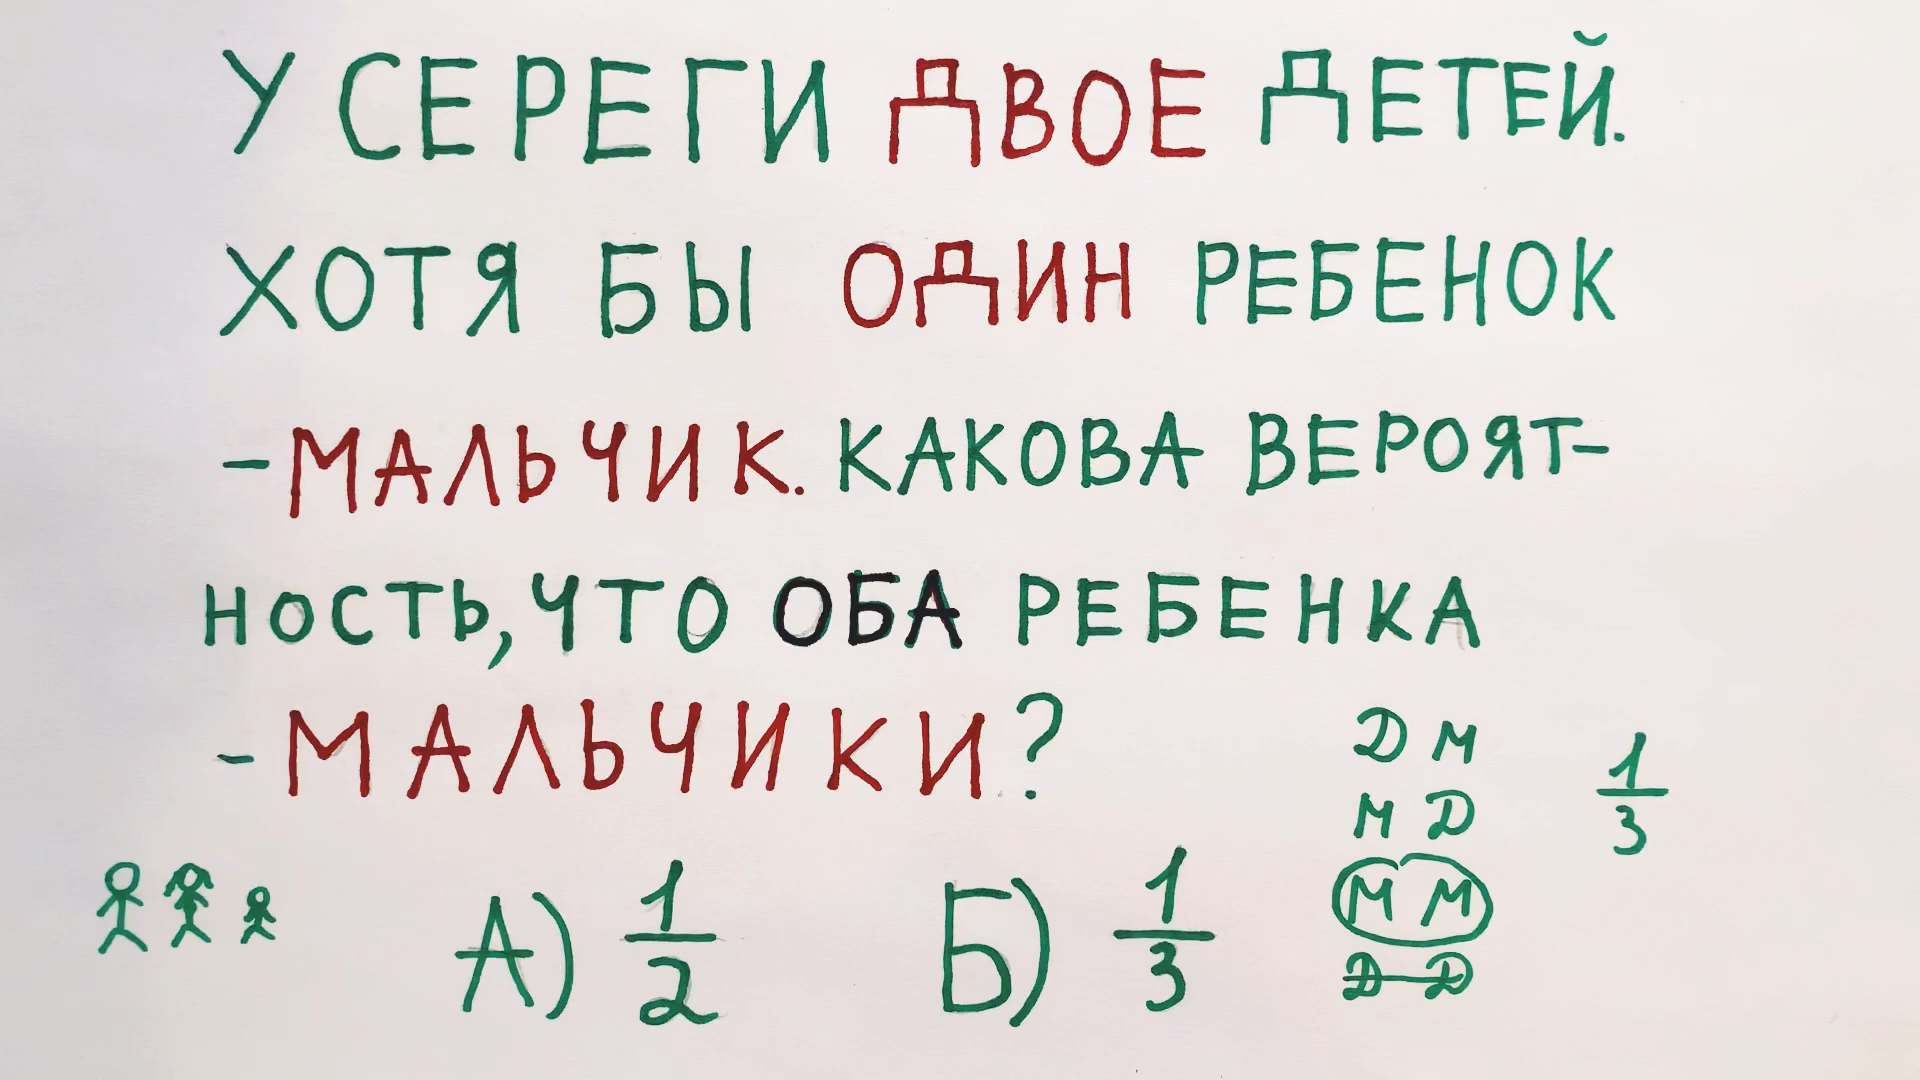 У СЕРЕГИ ДВОЕ ДЕТЕЙ.
ХОТЯ БЫ ОДИН РЕБЕНОК
-МАЛЬЧИК. КАКОВА ВЕРОЯТ-
НОСТЬ, ЧТО ОБА РЕБЕНКА
-МАЛЬЧИКИ?
А) 1/2 Б) 1/3
Д М
М Д
М М
Д Д
1/3